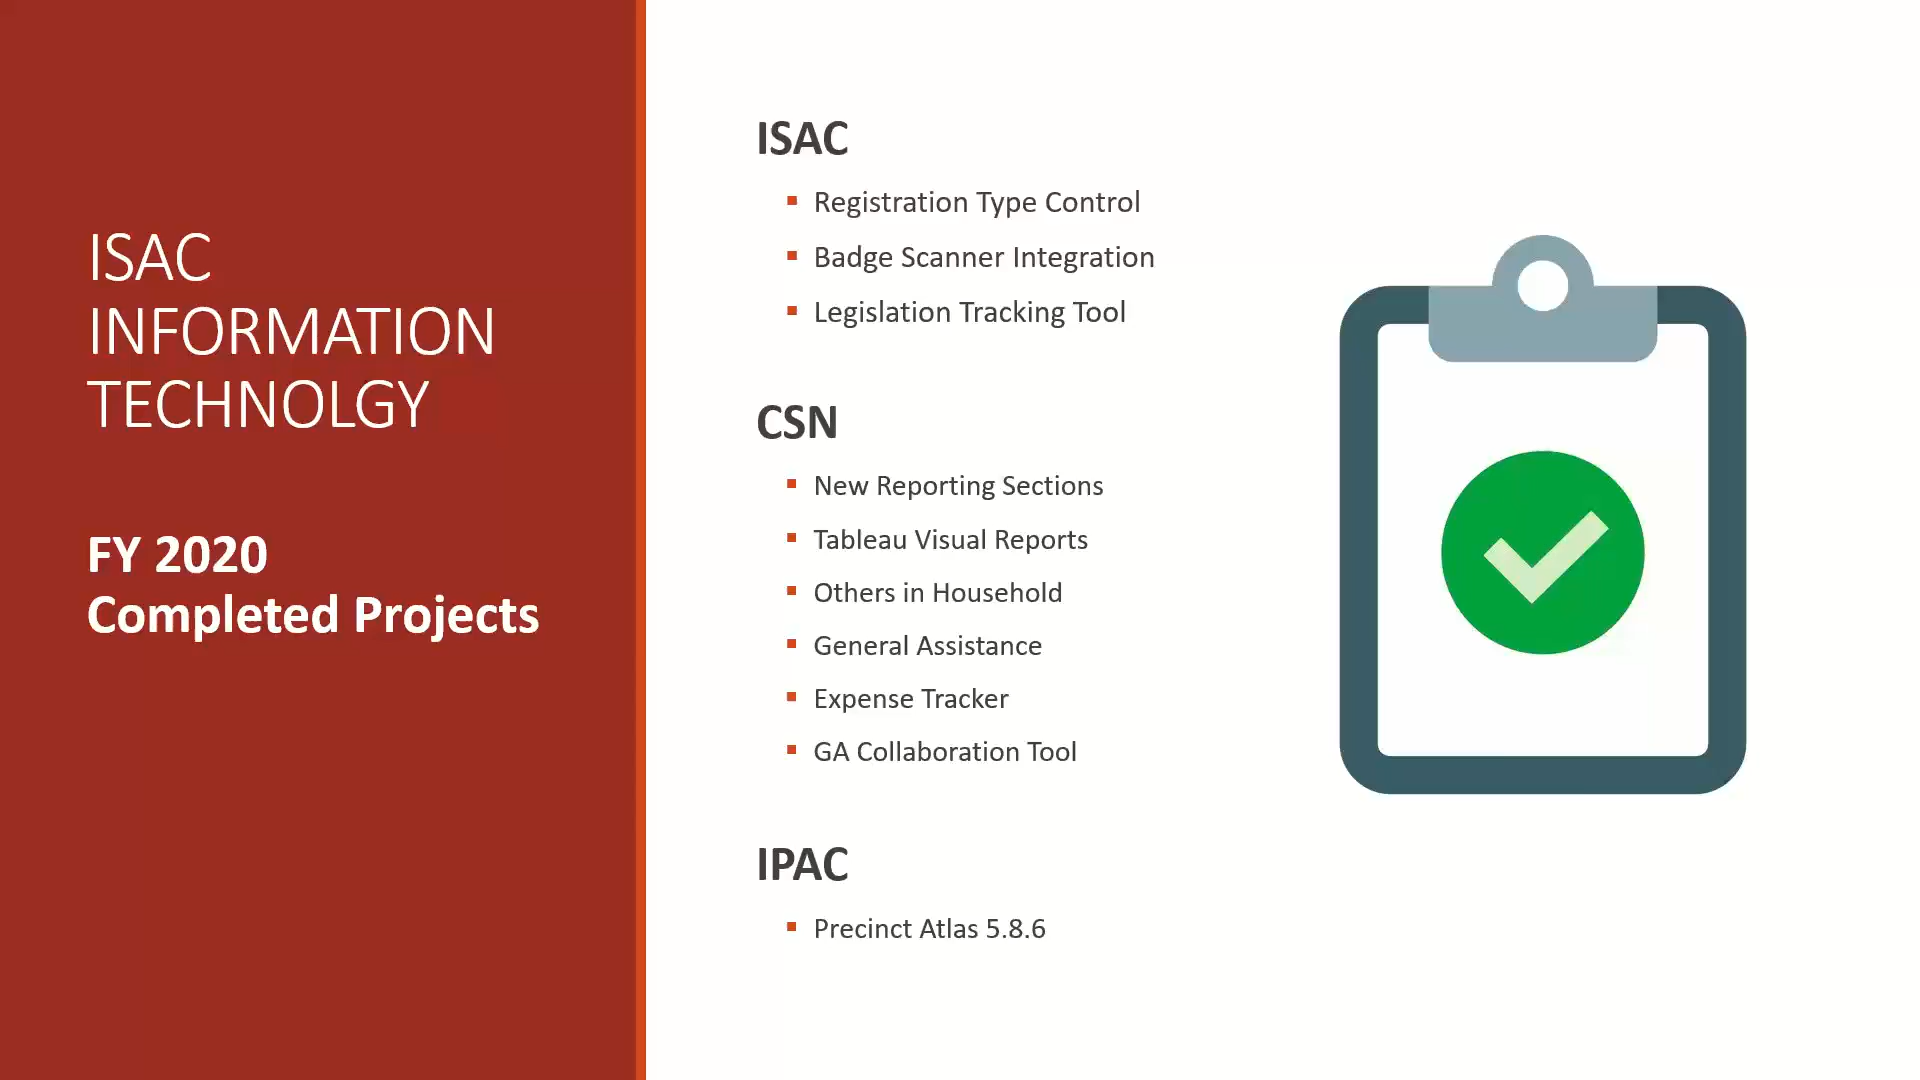 ISAC
INFORMATION
TECHNOLGY
FY 2020
Completed Projects
ISAC
Registration Type Control
Badge Scanner Integration
Legislation Tracking Tool
CSN
New Reporting Sections
Tableau Visual Reports
Others in Household
General Assistance
Expense Tracker
GA Collaboration Tool
IPAC
Precinct Atlas 5.8.6